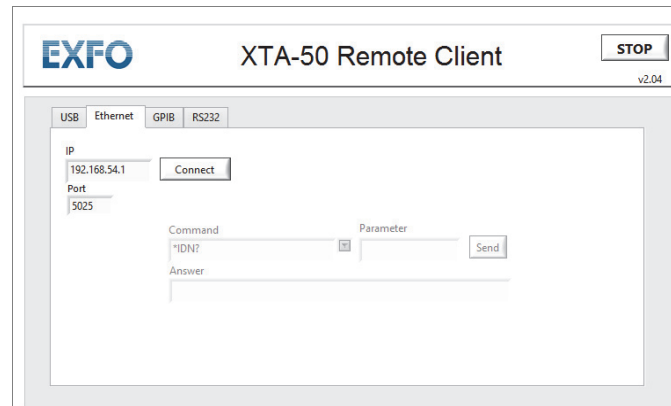 EXFO XTA-50 Remote Client STOP
v2.04
USB Ethernet GPIB RS232
IP
192.168.54.1 Connect
Port
5025
Command Parameter
*IDN? Send
Answer